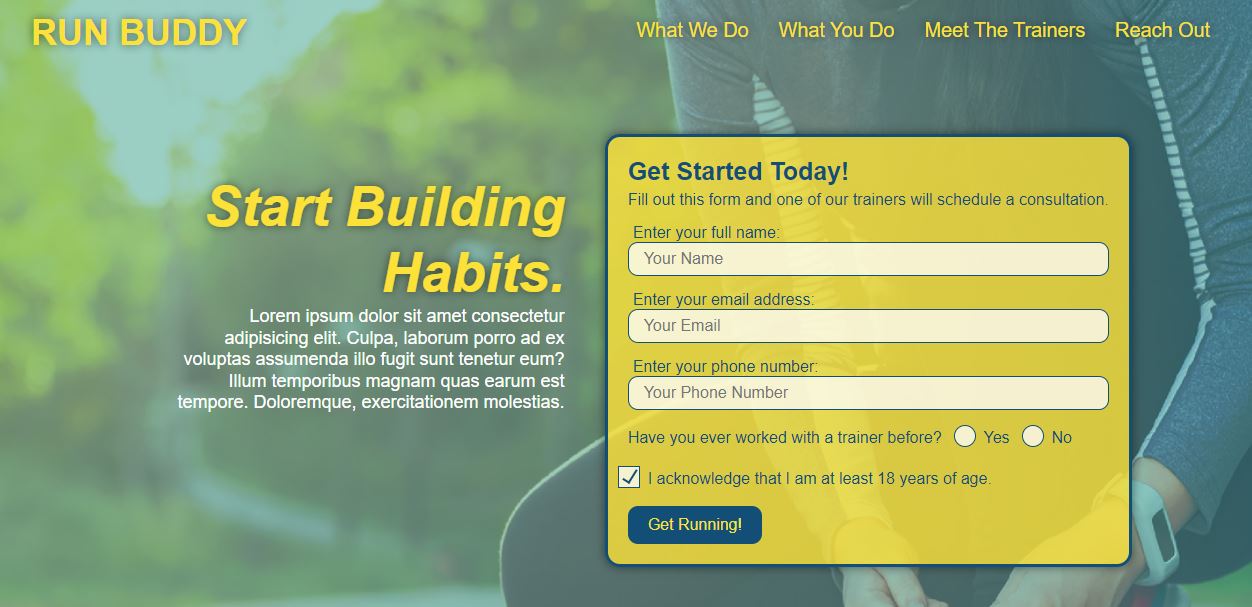 RUN BUDDY
What We Do What You Do Meet The Trainers Reach Out
Start Building
Habits.
Lorem ipsum dolor sit amet consectetur
adipisicing elit. Culpa, laborum porro ad ex
voluptas assumenda illo fugit sunt tenetur eum?
Illum temporibus magnam quas earum est
tempore. Doloremque, exercitationem molestias.
Get Started Today!
Fill out this form and one of our trainers will schedule a consultation.
Enter your full name:
Your Name
Enter your email address:
Your Email
Enter your phone number:
Your Phone Number
Have you ever worked with a trainer before? Yes No
I acknowledge that I am at least 18 years of age.
Get Running!